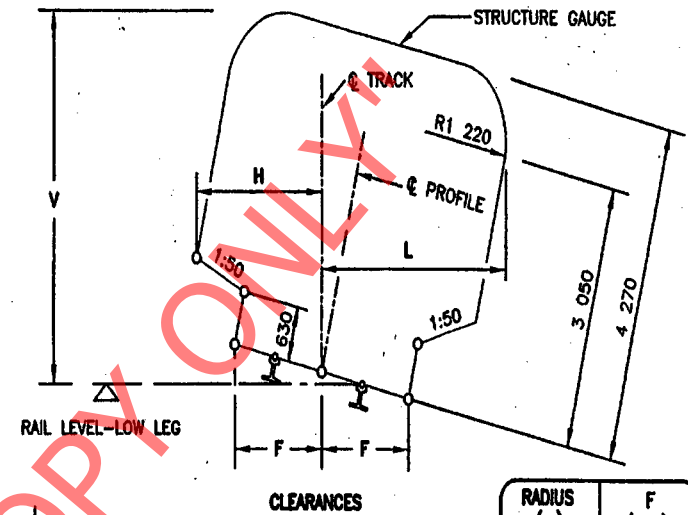 STRUCTURE GAUGE
℄ TRACK
R1 220
H
V
℄ PROFILE
L
1:50
630
1:50
3 050
4 270
RAIL LEVEL-LOW LEG
F
F
CLEARANCES
RADIUS
F
COPY ONLY"